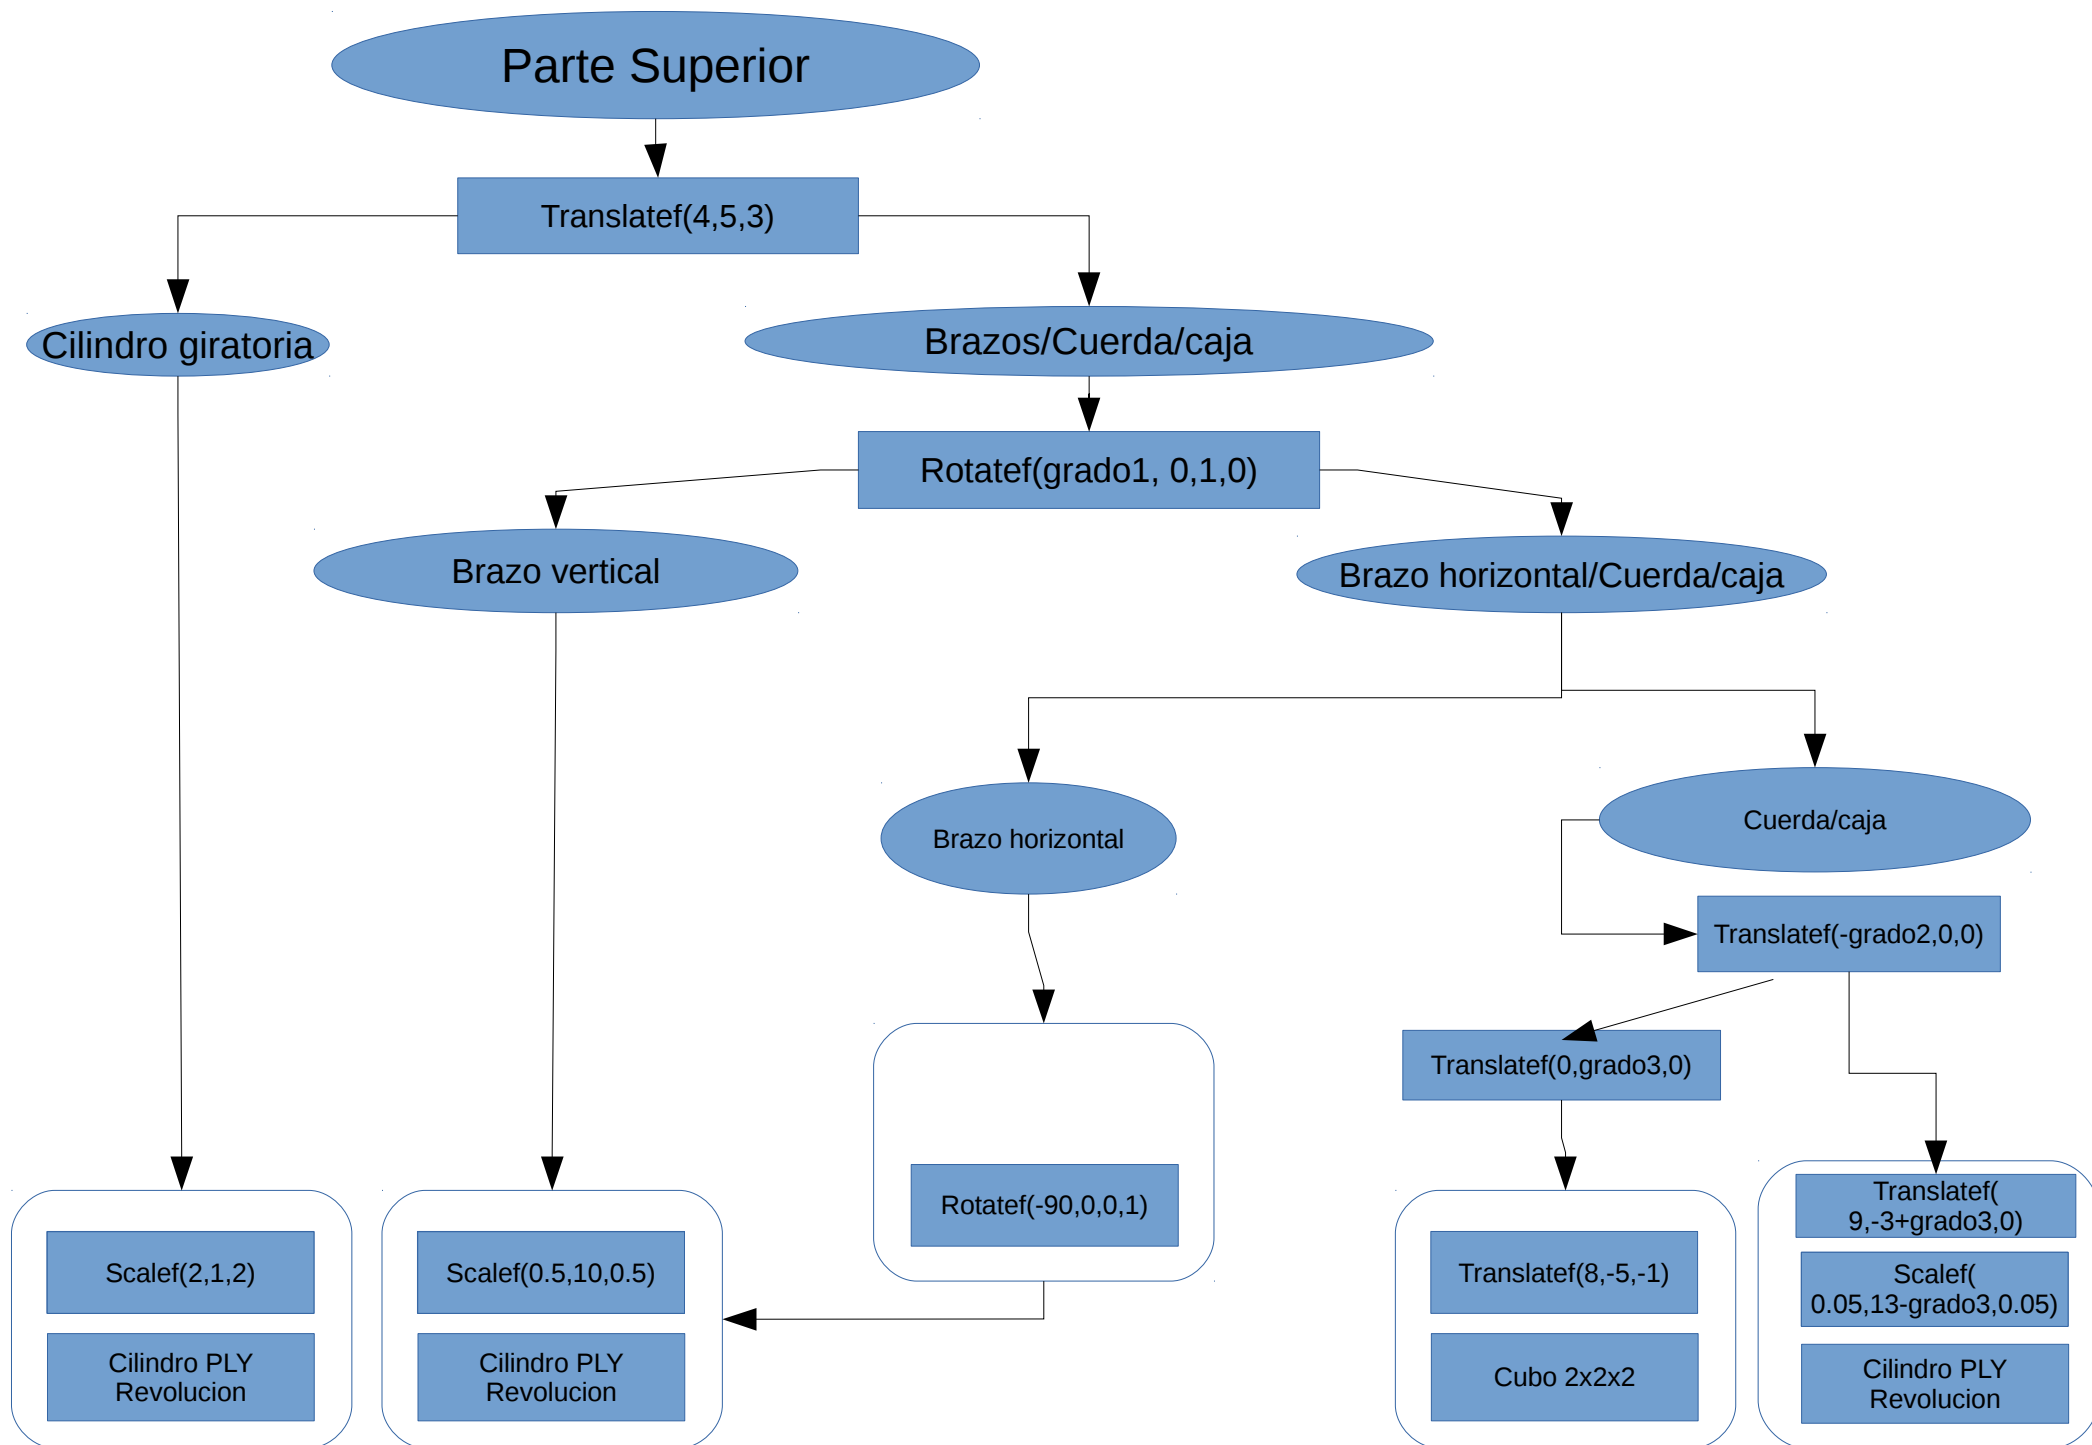 Parte Superior
Translatef(4,5,3)
Cilindro giratoria
Brazos/Cuerda/caja
Rotatef(grado1, 0,1,0)
Brazo vertical
Brazo horizontal/Cuerda/caja
Brazo horizontal
Cuerda/caja
Translatef(-grado2,0,0)
Translatef(0,grado3,0)
Rotatef(-90,0,0,1)
Scalef(2,1,2)
Cilindro PLY
Revolucion
Scalef(0.5,10,0.5)
Cilindro PLY
Revolucion
Translatef(8,-5,-1)
Cubo 2x2x2
Translatef(
9,-3+grado3,0)
Scalef(
0.05,13-grado3,0.05)
Cilindro PLY
Revolucion